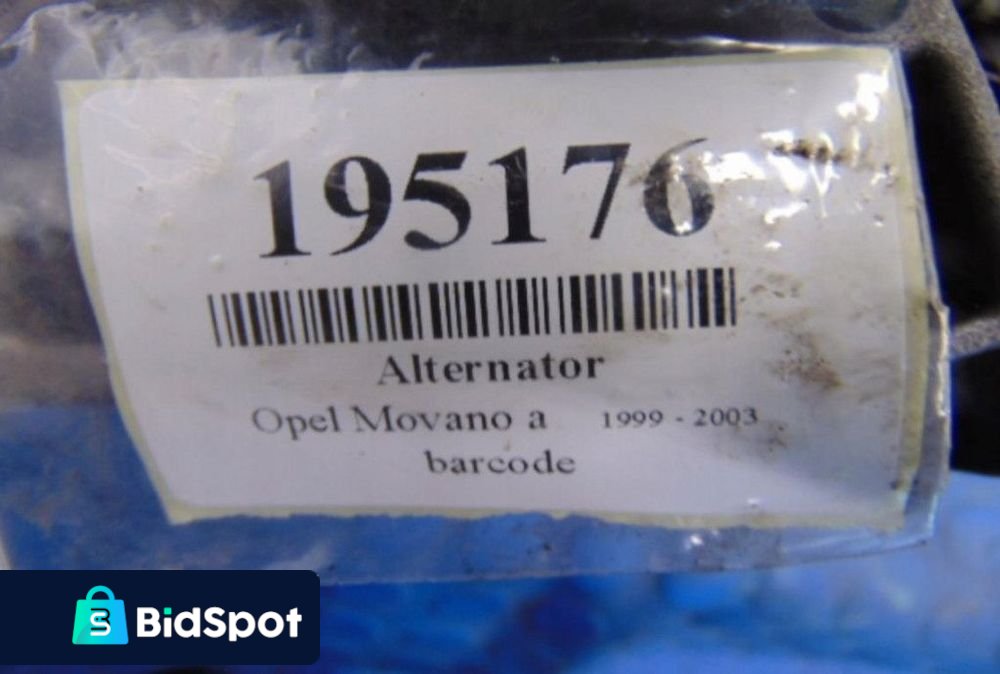 195176
Alternator
Opel Movano a 1999 - 2003
barcode
BidSpot